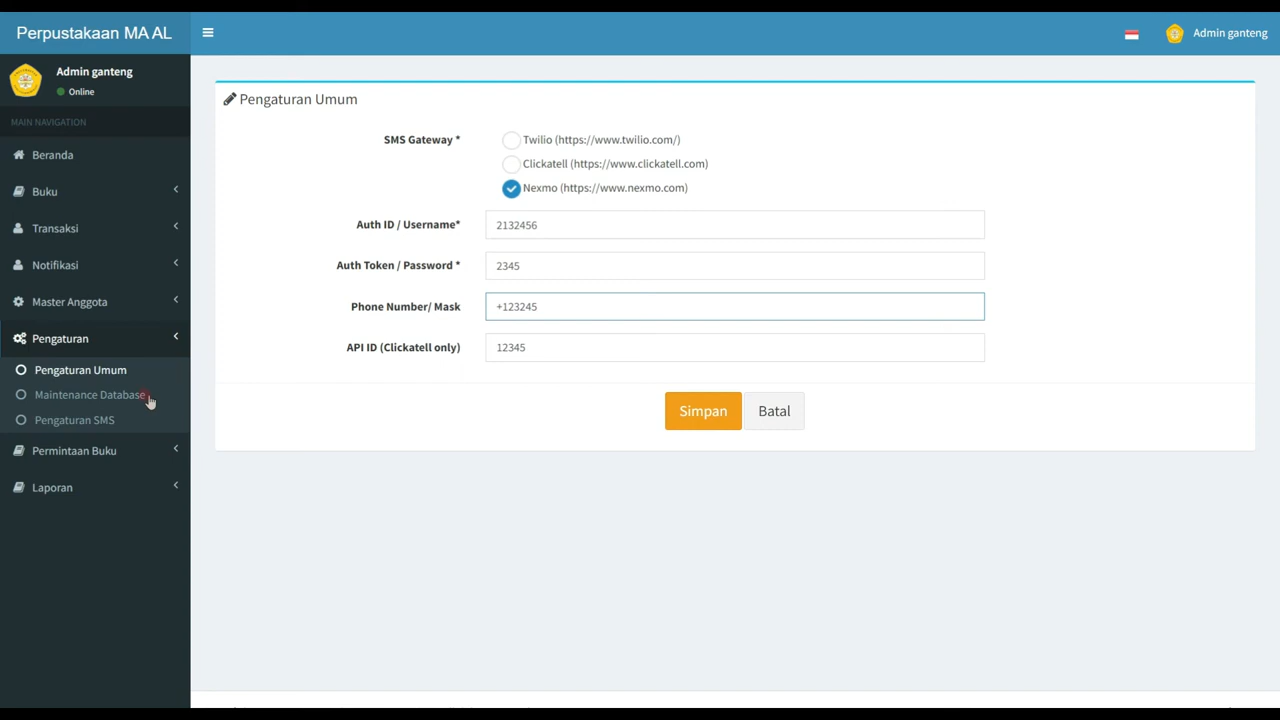 Perpustakaan MA AL
Admin ganteng
Admin ganteng
Online
MAIN NAVIGATION
Beranda
Buku
Transaksi
Notifikasi
Master Anggota
Pengaturan
Pengaturan Umum
Maintenance Database
Pengaturan SMS
Permintaan Buku
Laporan
Pengaturan Umum
SMS Gateway *
Twilio (https://www.twilio.com/)
Clickatell (https://www.clickatell.com)
Nexmo (https://www.nexmo.com)
Auth ID / Username* 2132456
Auth Token / Password * 2345
Phone Number/ Mask +123245
API ID (Clickatell only) 12345
Simpan Batal